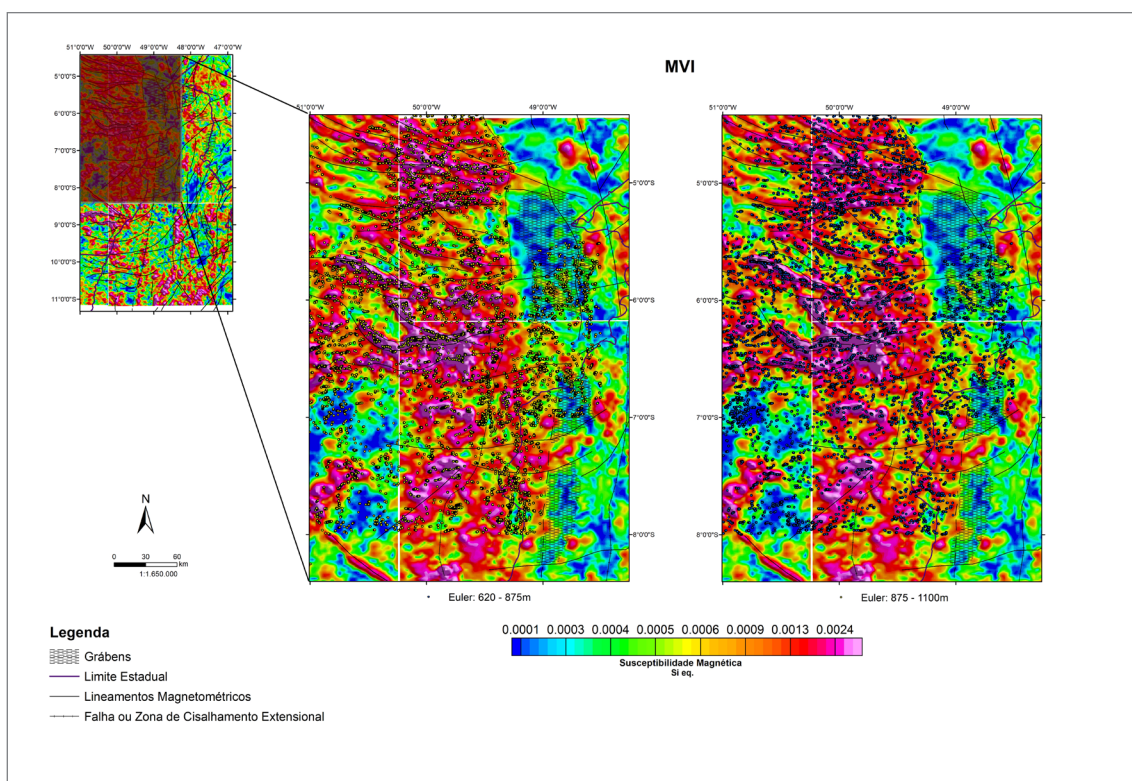 MVI
51°0'0"W 50°0'0"W 49°0'0"W 48°0'0"W 47°0'0"W
5°0'0"S
6°0'0"S
7°0'0"S
8°0'0"S
9°0'0"S
10°0'0"S
11°0'0"S
51°0'0"W 50°0'0"W 49°0'0"W
5°0'0"S
6°0'0"S
7°0'0"S
8°0'0"S
Euler: 620 - 875m
51°0'0"W 50°0'0"W 49°0'0"W
5°0'0"S
6°0'0"S
7°0'0"S
8°0'0"S
Euler: 875 - 1100m
N
0 30 60
km
1:1.650.000
0.0001 0.0003 0.0004 0.0005 0.0006 0.0009 0.0013 0.0024
Susceptibilidade Magnética
Si eq.
Legenda
Grábens
Limite Estadual
Lineamentos Magnetométricos
Falha ou Zona de Cisalhamento Extensional